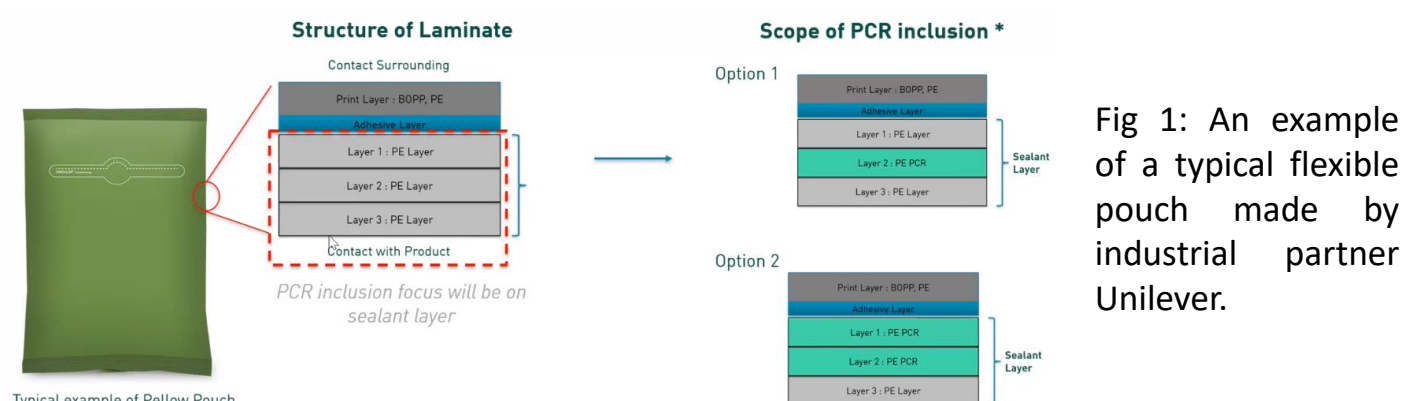 Structure of Laminate
Contact Surrounding
Print Layer : BOPP, PE
Adhesive Layer
Layer 1 : PE Layer
Layer 2 : PE Layer
Layer 3 : PE Layer
Contact with Product
PCR inclusion focus will be on
sealant layer
Typical example of Pellow Pouch
Scope of PCR inclusion *
Option 1
Print Layer : BOPP, PE
Adhesive Layer
Layer 1 : PE Layer
Layer 2 : PE PCR
Layer 3 : PE Layer
Sealant
Layer
Option 2
Print Layer : BOPP, PE
Adhesive Layer
Layer 1 : PE PCR
Layer 2 : PE PCR
Layer 3 : PE Layer
Sealant
Layer
Fig 1: An example
of a typical flexible
pouch made by
industrial partner
Unilever.